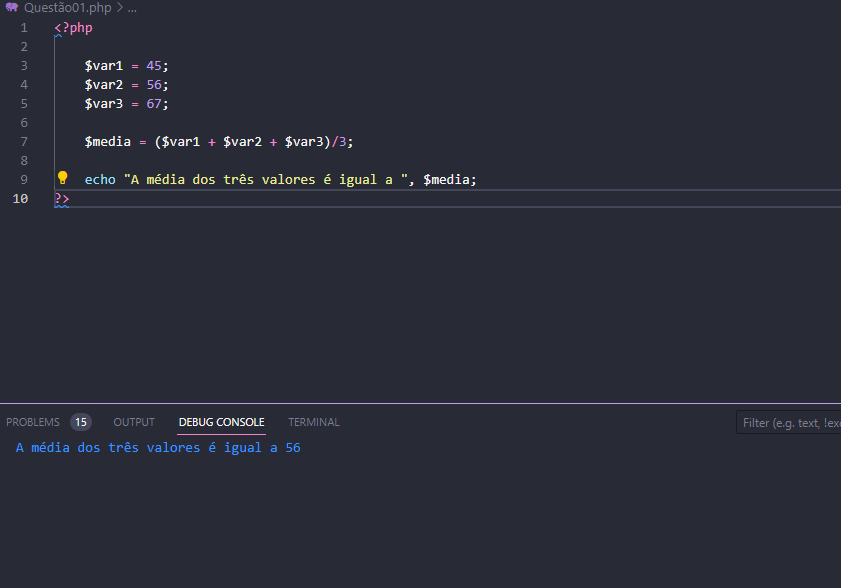 Questão01.php > ...
1 <?php
2
3 $var1 = 45;
4 $var2 = 56;
5 $var3 = 67;
6
7 $media = ($var1 + $var2 + $var3)/3;
8
9 echo "A média dos três valores é igual a ", $media;
10 ?>
PROBLEMS 15 OUTPUT DEBUG CONSOLE TERMINAL Filter (e.g. text, !exc
A média dos três valores é igual a 56